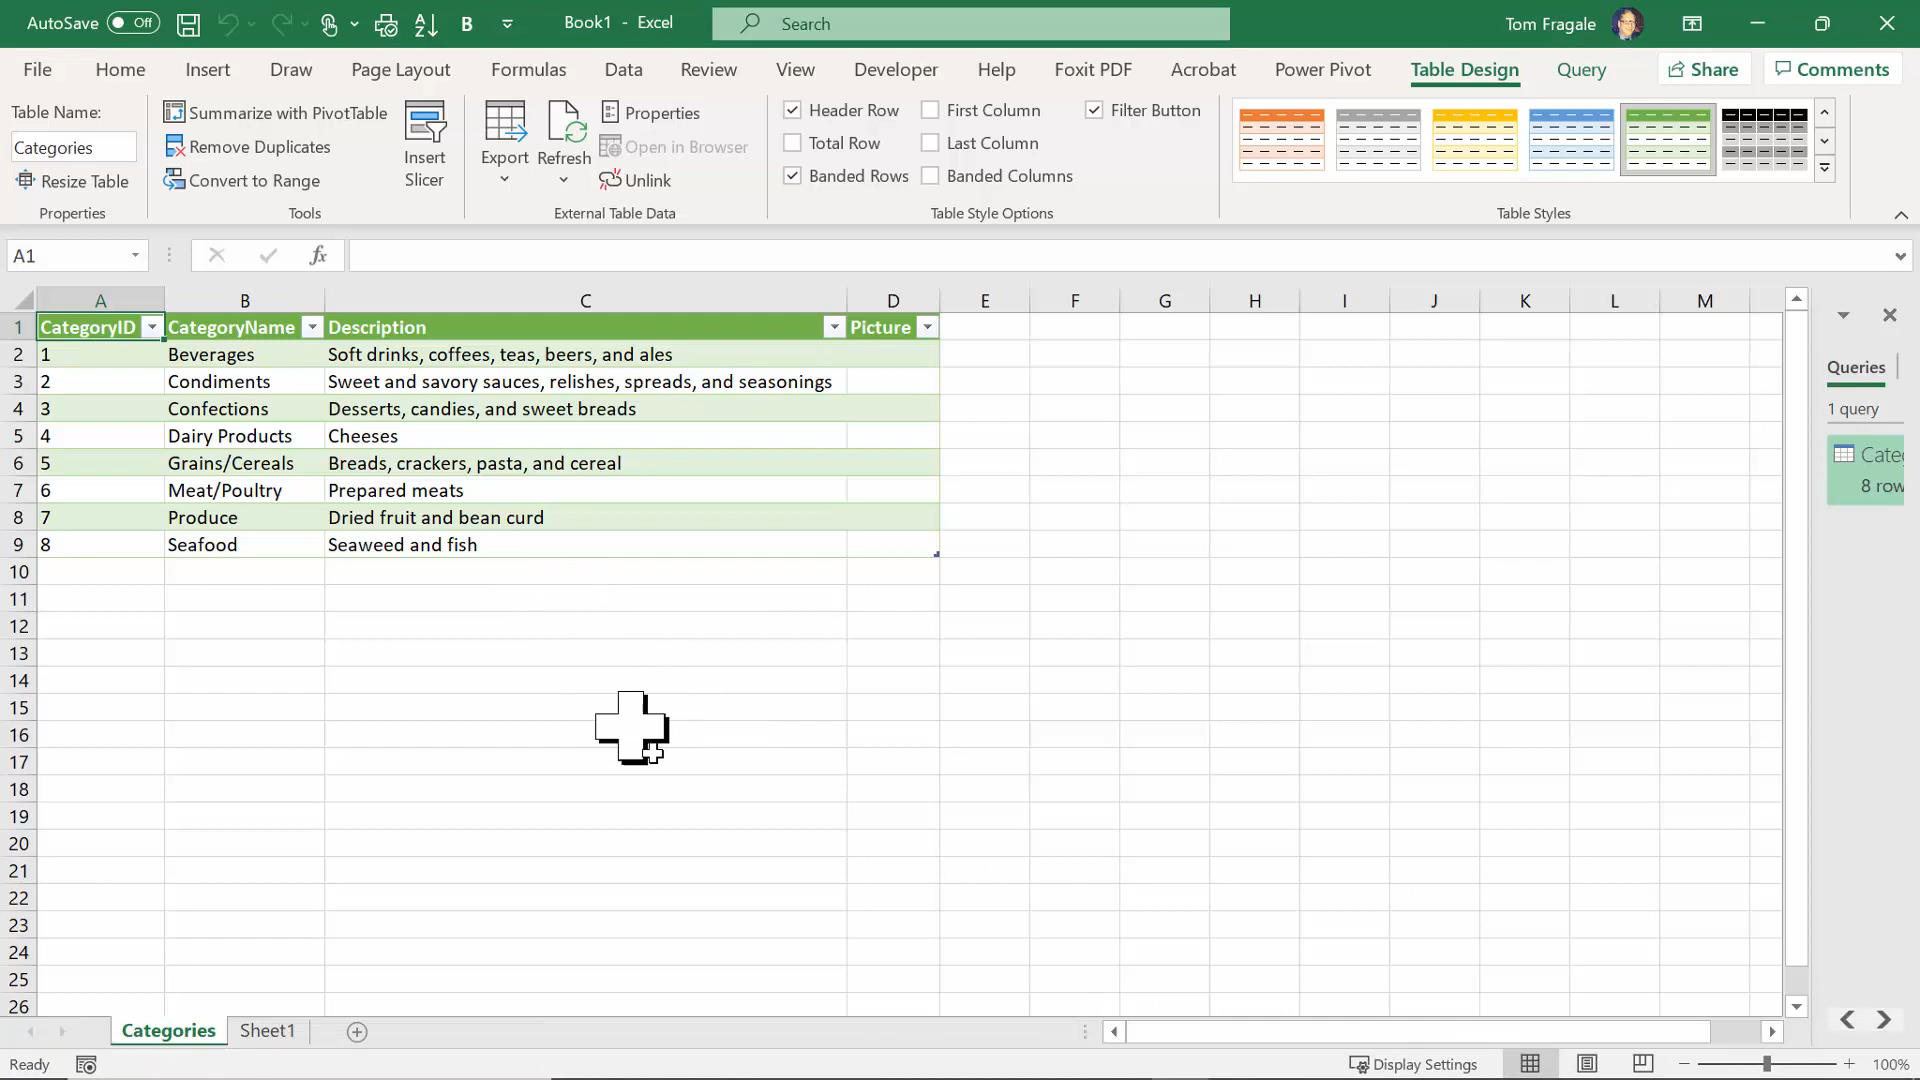 AutoSave Off Book1 - Excel Search Tom Fragale
File Home Insert Draw Page Layout Formulas Data Review View Developer Help Foxit PDF Acrobat Power Pivot Table Design Query Share Comments
Table Name:
Categories
Resize Table
Properties
Summarize with PivotTable
Remove Duplicates
Convert to Range
Tools
Insert
Slicer
Export
Refresh
Properties
Open in Browser
Unlink
External Table Data
Header Row First Column Filter Button
Total Row Last Column
Banded Rows Banded Columns
Table Style Options
Table Styles
A1 fx
A B C D E F G H I J K L M
1 CategoryID CategoryName Description Picture
2 1 Beverages Soft drinks, coffees, teas, beers, and ales
3 2 Condiments Sweet and savory sauces, relishes, spreads, and seasonings
4 3 Confections Desserts, candies, and sweet breads
5 4 Dairy Products Cheeses
6 5 Grains/Cereals Breads, crackers, pasta, and cereal
7 6 Meat/Poultry Prepared meats
8 7 Produce Dried fruit and bean curd
9 8 Seafood Seaweed and fish
10
11
12
13
14
15
16
17
18
19
20
21
22
23
24
25
26
Queries
1 query
Cate
8 row
Categories Sheet1
Ready Display Settings 100%